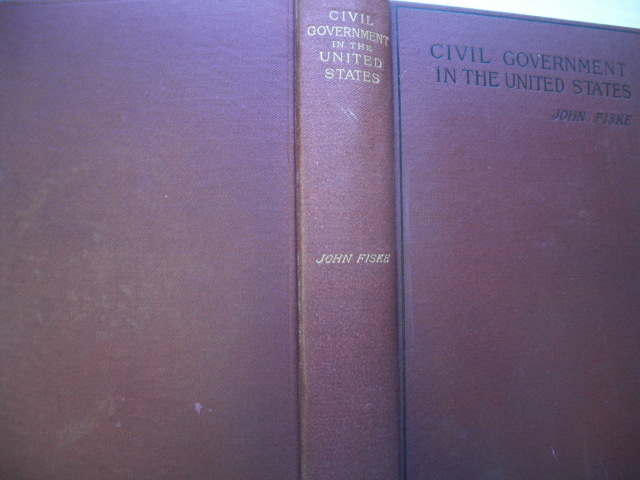 CIVIL
GOVERNMENT
IN THE
UNITED
STATES
JOHN FISKE
CIVIL GOVERNMENT
IN THE UNITED STATES
JOHN FISKE